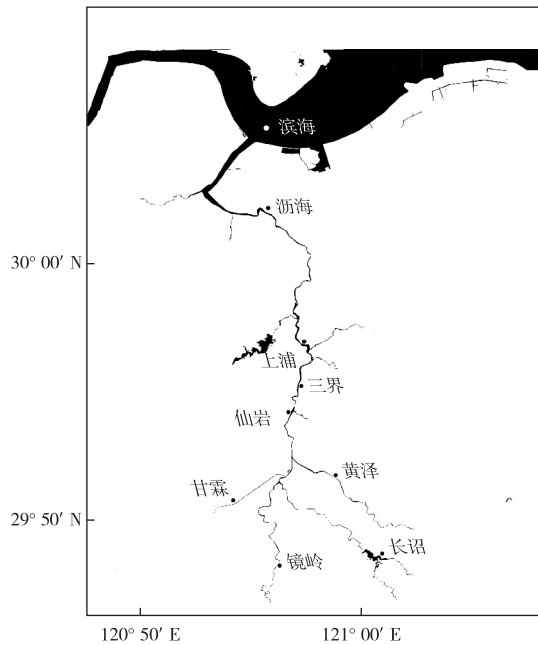 滨海
沥海
30° 00′ N
上浦
三界
仙岩
黄泽
甘霖
29° 50′ N
长诏
镜岭
120° 50′ E
121° 00′ E